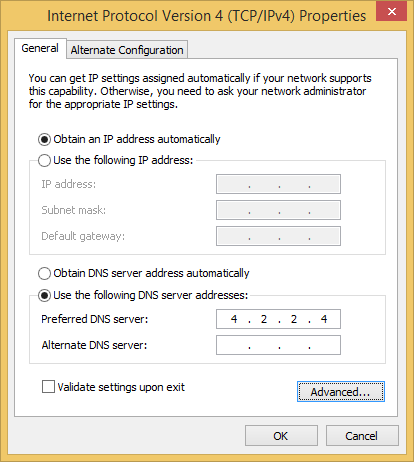 Internet Protocol Version 4 (TCP/IPv4) Properties
General
Alternate Configuration
You can get IP settings assigned automatically if your network supports
this capability. Otherwise, you need to ask your network administrator
for the appropriate IP settings.
Obtain an IP address automatically
Use the following IP address:
IP address: . . .
Subnet mask: . . .
Default gateway: . . .
Obtain DNS server address automatically
Use the following DNS server addresses:
Preferred DNS server: 4 . 2 . 2 . 4
Alternate DNS server: . . .
Validate settings upon exit
Advanced...
OK
Cancel